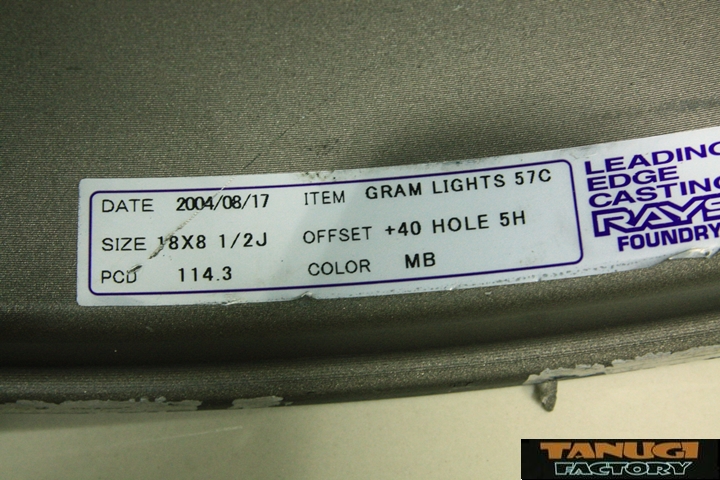 DATE 2004/08/17 ITEM GRAM LIGHTS 57C
SIZE 18X8 1/2J OFFSET +40 HOLE 5H
PCD 114.3 COLOR MB
LEADING
EDGE
CASTING
RAYS
FOUNDRY
TANUGI
FACTORY